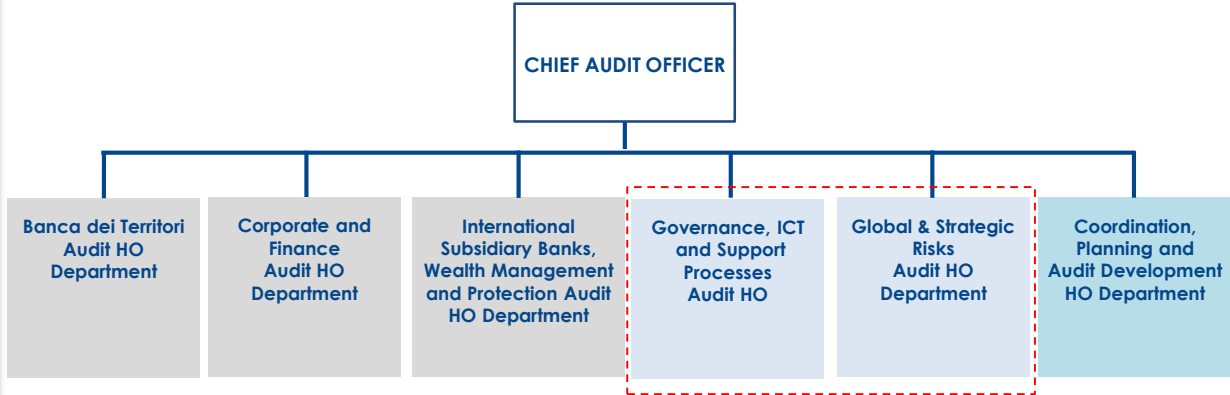 CHIEF AUDIT OFFICER
Banca dei Territori
Audit HO
Department
Corporate and
Finance
Audit HO
Department
International
Subsidiary Banks,
Wealth Management
and Protection Audit
HO Department
Governance, ICT
and Support
Processes
Audit HO
Global & Strategic
Risks
Audit HO
Department
Coordination,
Planning and
Audit Development
HO Department